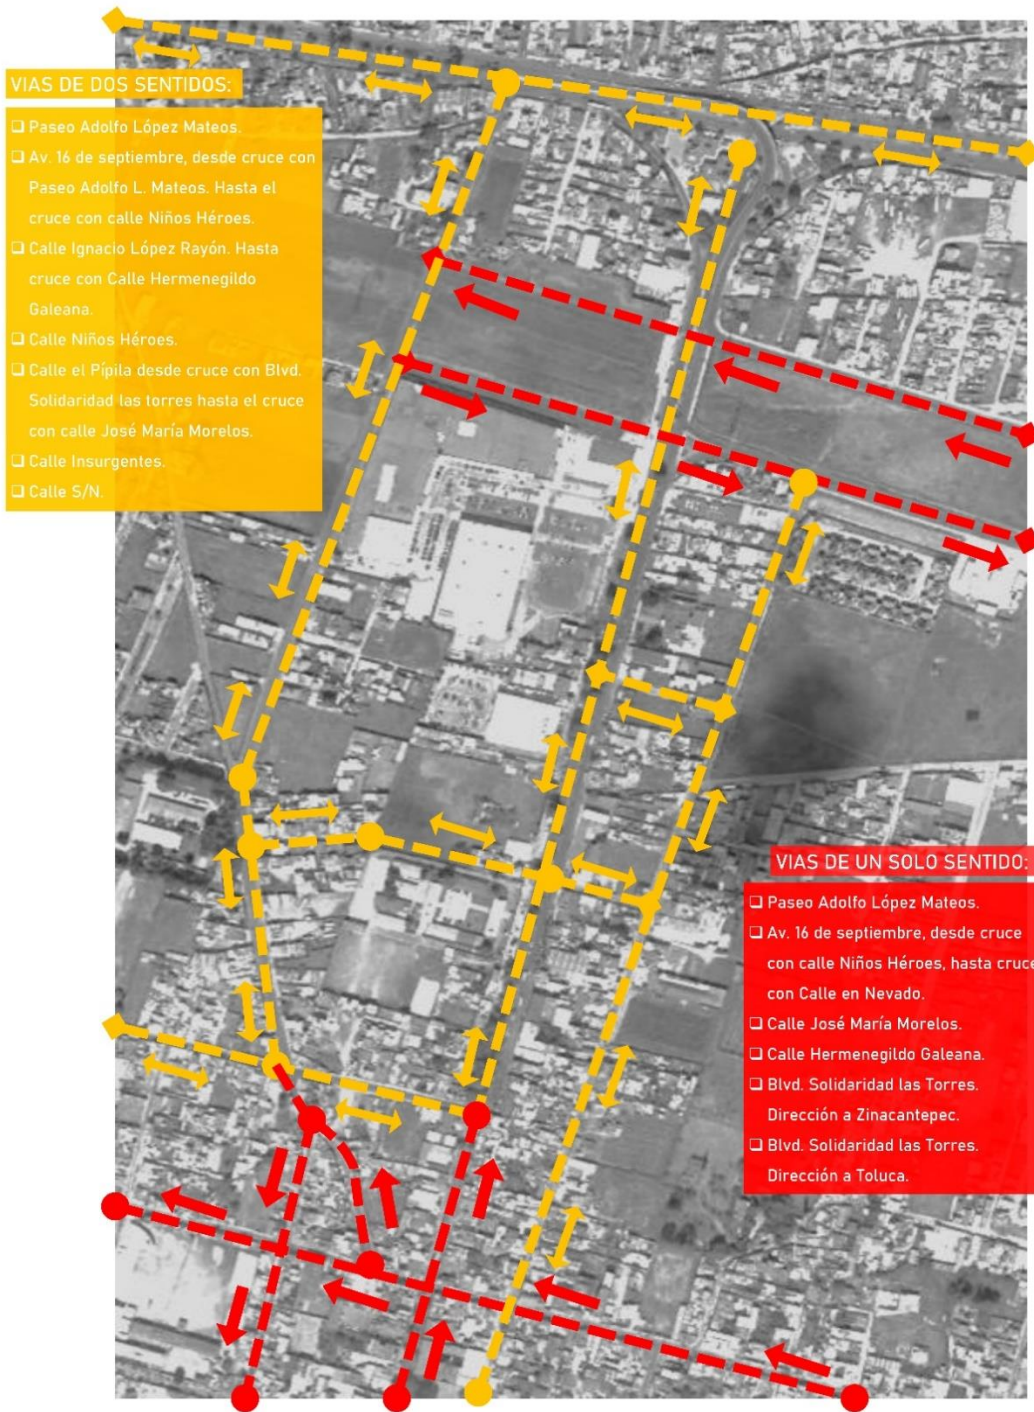 VIAS DE DOS SENTIDOS:
❑ Paseo Adolfo López Mateos.
❑ Av. 16 de septiembre, desde cruce con
Paseo Adolfo L. Mateos. Hasta el
cruce con calle Niños Héroes.
❑ Calle Ignacio López Rayón. Hasta
cruce con Calle Hermenegildo
Galeana.
❑ Calle Niños Héroes.
❑ Calle el Pípila desde cruce con Blvd.
Solidaridad las torres hasta el cruce
con calle José María Morelos.
❑ Calle Insurgentes.
❑ Calle S/N.
VIAS DE UN SOLO SENTIDO:
❑ Paseo Adolfo López Mateos.
❑ Av. 16 de septiembre, desde cruce
con calle Niños Héroes, hasta cruce
con Calle en Nevado.
❑ Calle José María Morelos.
❑ Calle Hermenegildo Galeana.
❑ Blvd. Solidaridad las Torres.
Dirección a Zinacantepec.
❑ Blvd. Solidaridad las Torres.
Dirección a Toluca.